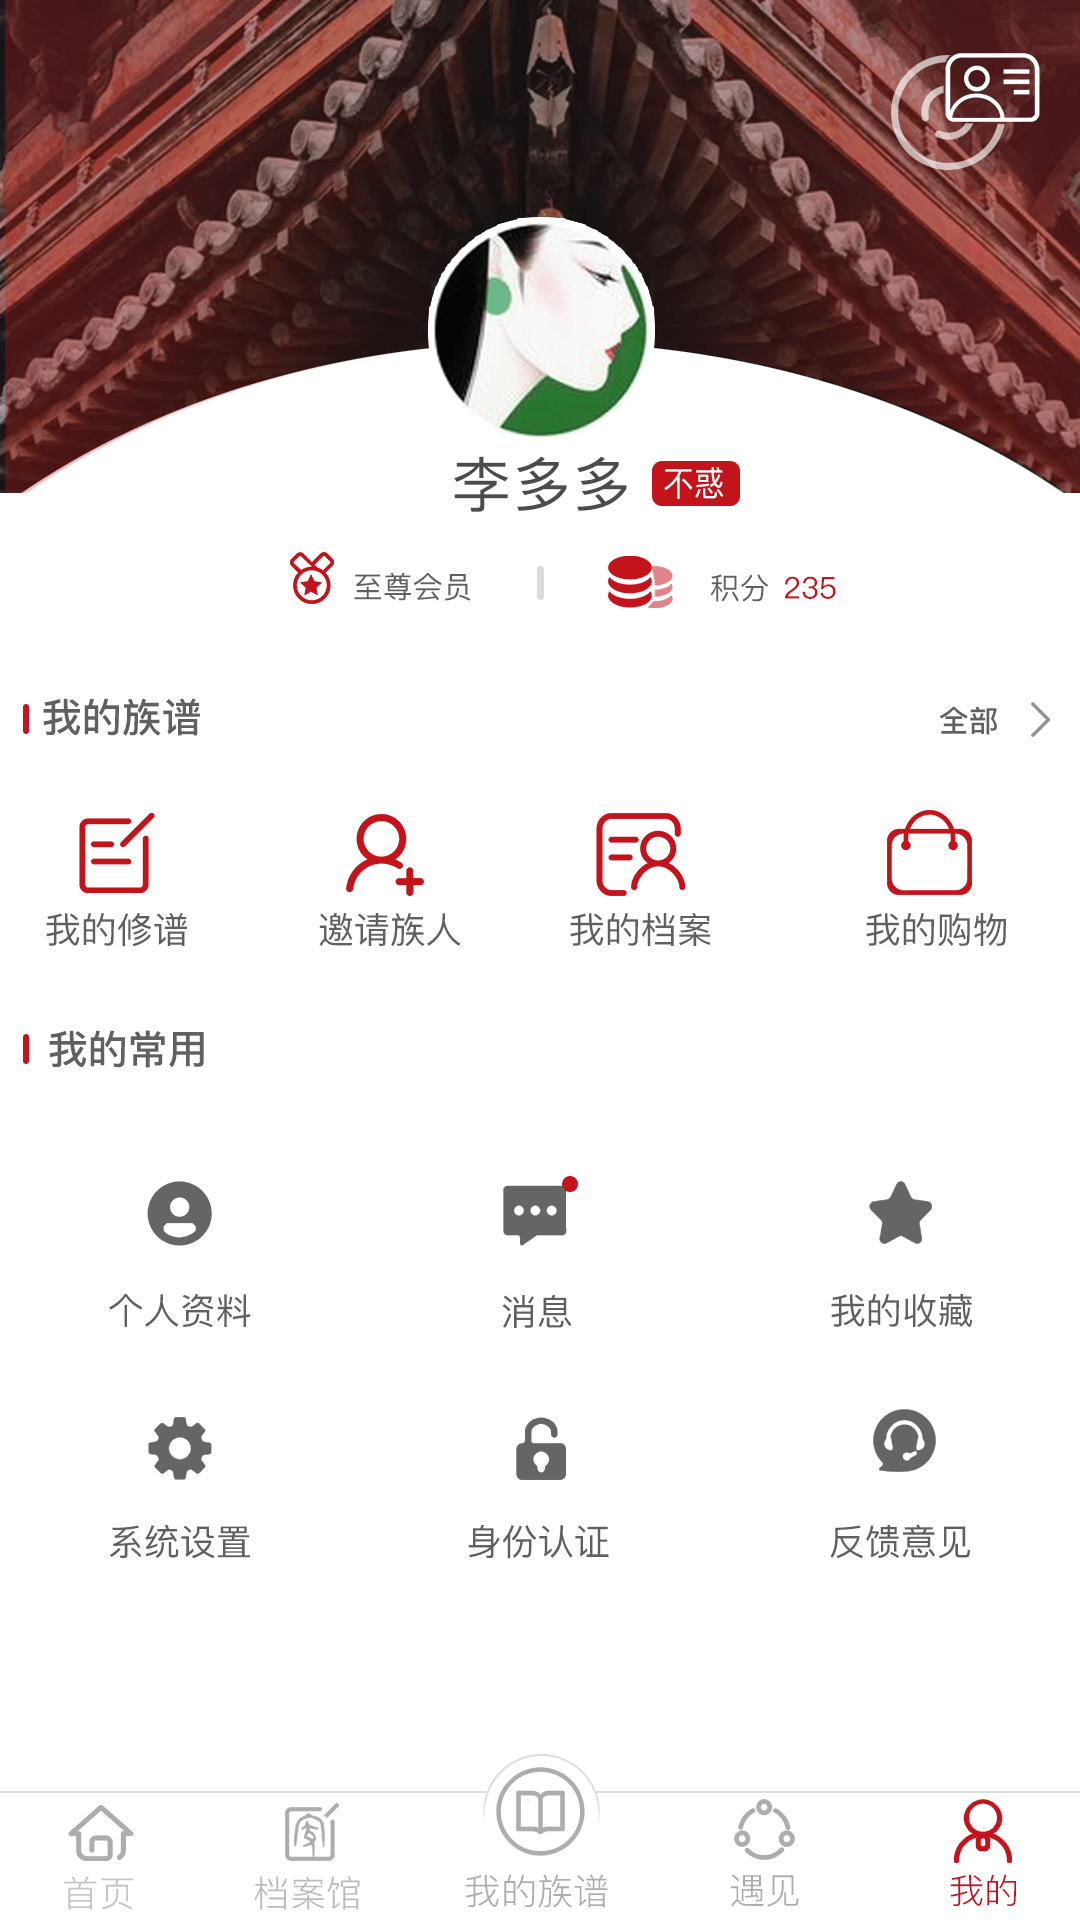 李多多 不惑
至尊会员 积分 235
我的族谱 全部
我的修谱 邀请族人 我的档案 我的购物
我的常用
个人资料 消息 我的收藏
系统设置 身份认证 反馈意见
首页 档案馆 我的族谱 遇见 我的